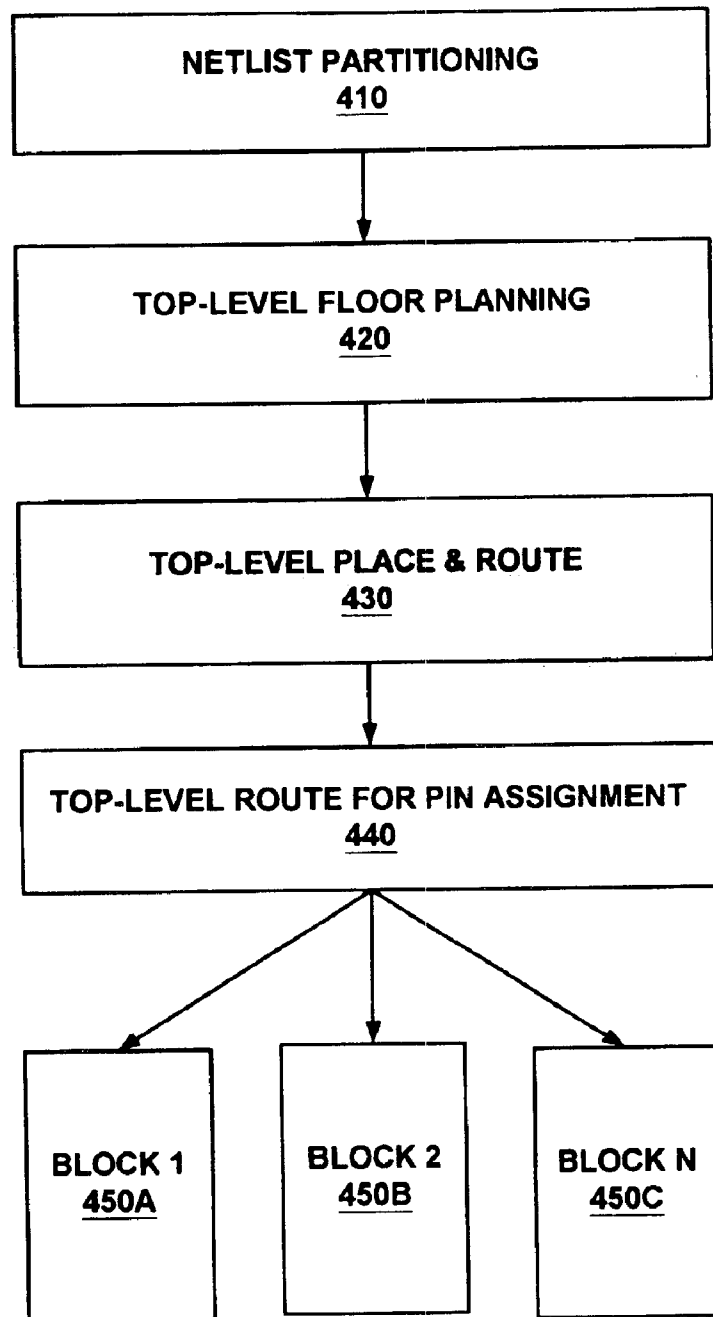 NETLIST PARTITIONING
410
TOP-LEVEL FLOOR PLANNING
420
TOP-LEVEL PLACE & ROUTE
430
TOP-LEVEL ROUTE FOR PIN ASSIGNMENT
440
BLOCK 1
450A
BLOCK 2
450B
BLOCK N
450C